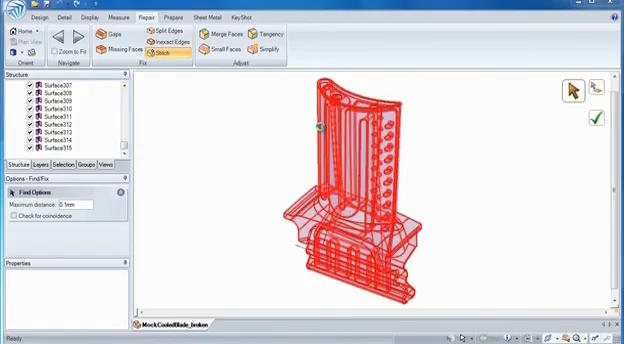 Design Detail Display Measure Repair Prepare Sheet Metal KeyShot
Home
Plan View
Zoom to Fit
Gaps
Missing Faces
Split Edges
Inexact Edges
Stitch
Merge Faces
Small Faces
Tangency
Simplify
Orient Navigate Fix Adjust
Structure
Surface307
Surface308
Surface309
Surface310
Surface311
Surface312
Surface313
Surface314
Surface315
Structure Layers Selection Groups Views
Options - Find/Fix
Find Options
Maximum distance: 0.1mm
Check for coincidence
Properties
MockCooledBlade_broken
Ready